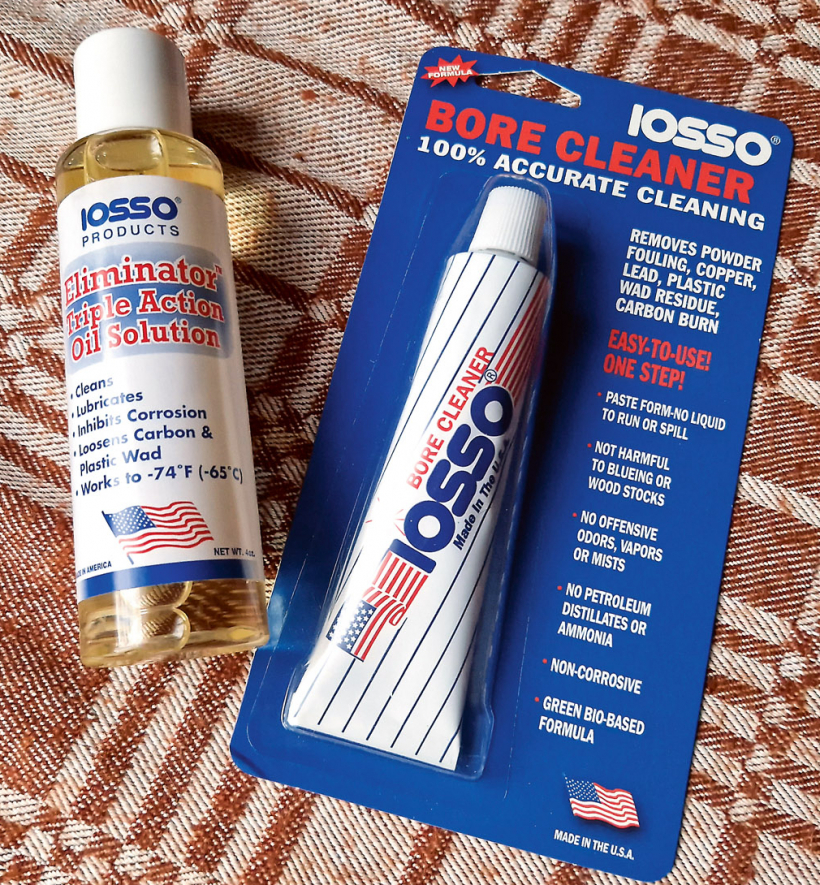 IOSSO®
PRODUCTS
Eliminator™
Triple Action
Oil Solution
• Cleans
• Lubricates
• Inhibits Corrosion
• Loosens Carbon &
Plastic Wad
• Works to -74°F (-65°C)
NET WT. 4oz.
IN AMERICA
NEW
FORMULA
IOSSO®
BORE CLEANER
100% ACCURATE CLEANING
REMOVES POWDER
FOULING, COPPER,
LEAD, PLASTIC
WAD RESIDUE,
CARBON BURN
EASY-TO-USE!
ONE STEP!
• PASTE FORM-NO LIQUID
TO RUN OR SPILL
• NOT HARMFUL
TO BLUEING OR
WOOD STOCKS
• NO OFFENSIVE
ODORS, VAPORS
OR MISTS
• NO PETROLEUM
DISTILLATES OR
AMMONIA
• NON-CORROSIVE
• GREEN BIO-BASED
FORMULA
MADE IN THE U.S.A.
BORE CLEANER
IOSSO®
Made In The U.S.A.